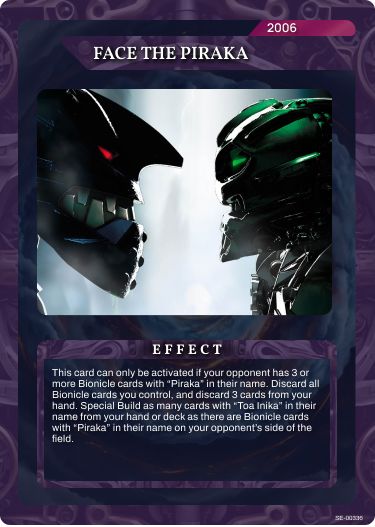 2006
FACE THE PIRAKA
EFFECT
This card can only be activated if your opponent has 3 or
more Bionicle cards with “Piraka” in their name. Discard all
Bionicle cards you control, and discard 3 cards from your
hand. Special Build as many cards with “Toa Inika” in their
name from your hand or deck as there are Bionicle cards
with “Piraka” in their name on your opponent's side of the
field.
SE-00336